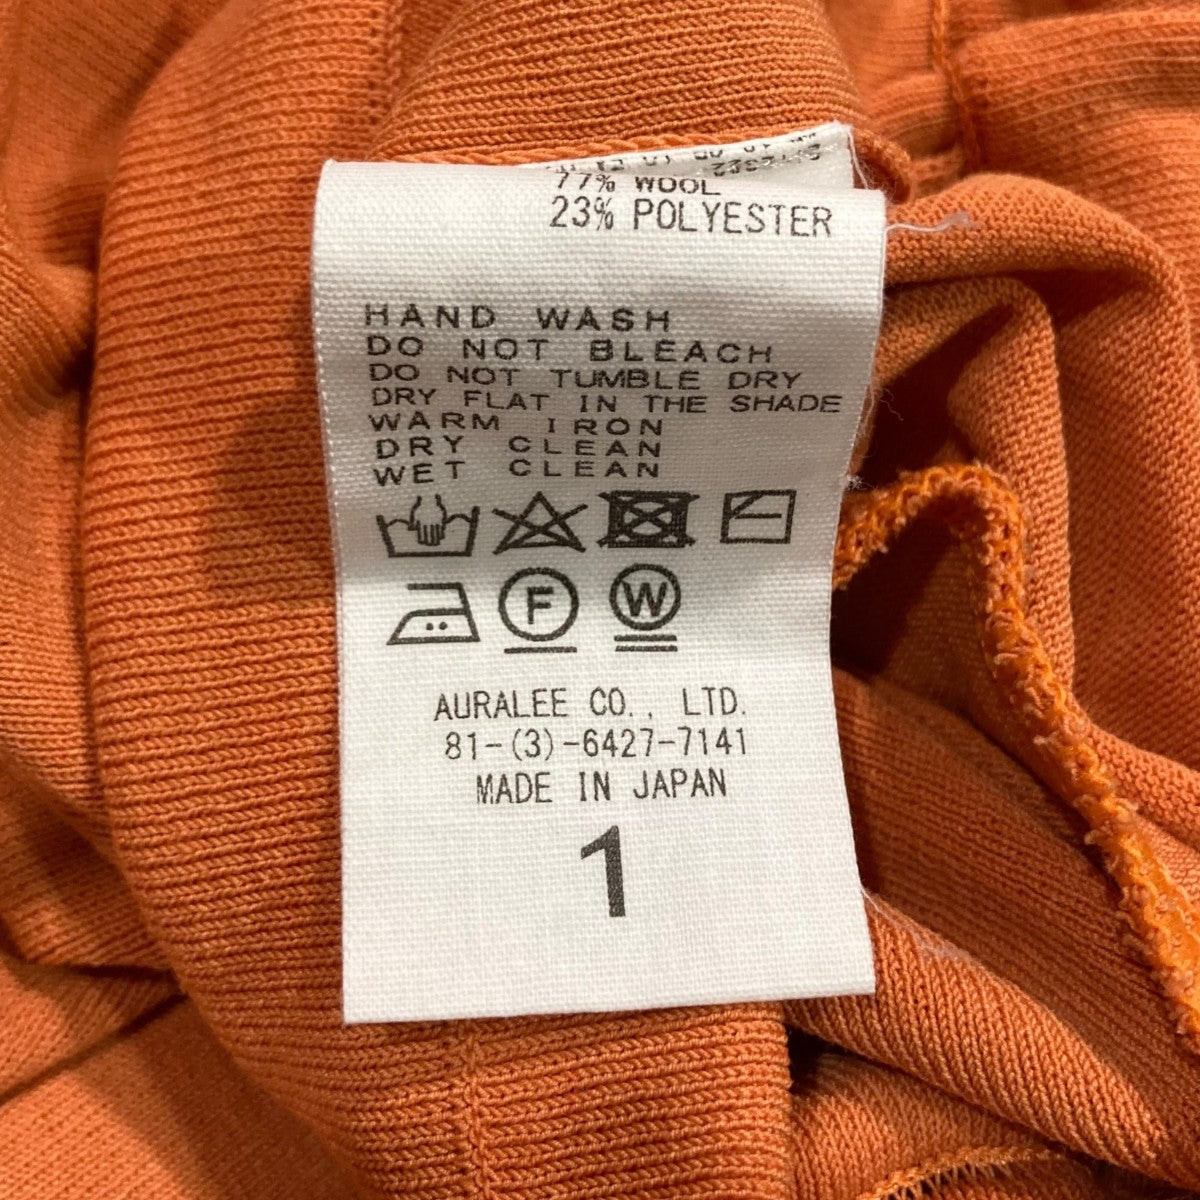 77% WOOL
23% POLYESTER
HAND WASH
DO NOT BLEACH
DO NOT TUMBLE DRY
DRY FLAT IN THE SHADE
WARM IRON
DRY CLEAN
WET CLEAN
F W
AURALEE CO., LTD.
81-(3)-6427-7141
MADE IN JAPAN
1